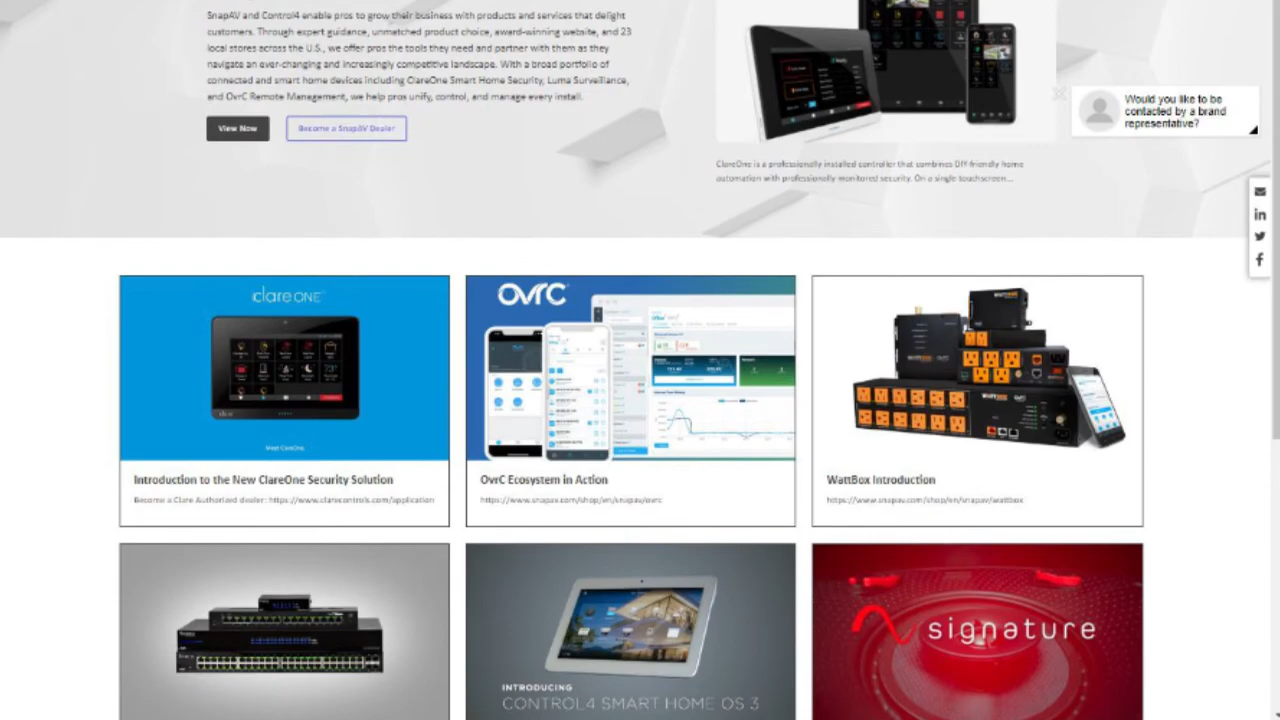 SnapAV and Control4 enable pros to grow their business with products and services that delight
customers. Through expert guidance, unmatched product choice, award-winning website, and 23
local stores across the U.S., we offer pros the tools they need and partner with them as they
navigate an ever-changing and increasingly competitive landscape. With a broad portfolio of
connected and smart home devices including ClareOne Smart Home Security, Luma Surveillance,
and OvrC Remote Management, we help pros unify, control, and manage every install.
View Now
Become a SnapAV Dealer
ClareOne is a professionally installed controller that combines DIY-friendly home
automation with professionally monitored security. On a single touchscreen...
Would you like to be
contacted by a brand
representative?
clare ONE
Meet ClareOne.
Introduction to the New ClareOne Security Solution
Become a Clare Authorized dealer: https://www.clarecontrols.com/application
OVrC
OvrC Ecosystem in Action
https://www.snapav.com/shop/en/snapav/ovrc
WATTBOX
WattBox Introduction
https://www.snapav.com/shop/en/snapav/wattbox
INTRODUCING
CONTROL4 SMART HOME OS 3
signature